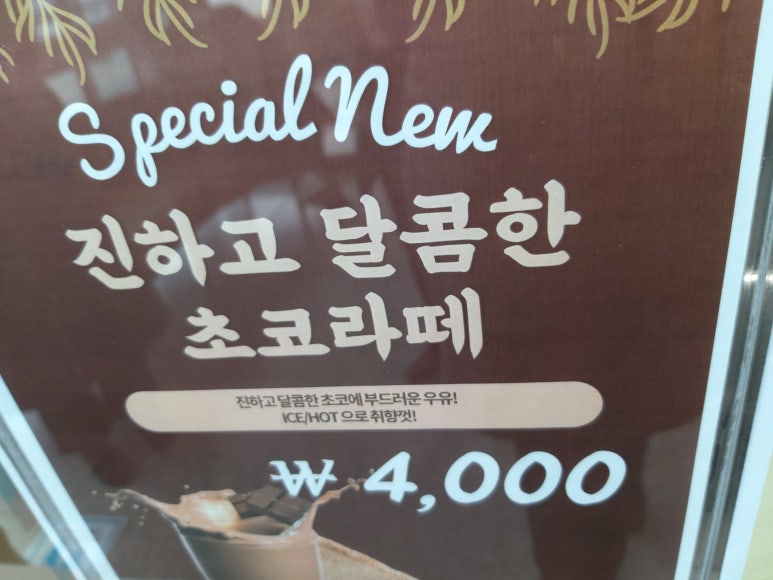 Special New
진하고 달콤한
초코라떼
진하고 달콤한 초코에 부드러운 우유!
ICE/HOT 으로 취향껏!
₩ 4,000